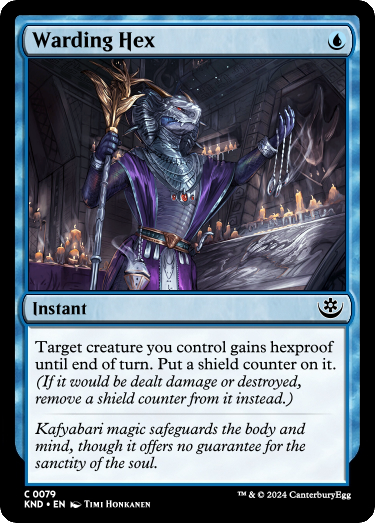 Warding Hex
Instant
Target creature you control gains hexproof
until end of turn. Put a shield counter on it.
(If it would be dealt damage or destroyed,
remove a shield counter from it instead.)
Kafyabari magic safeguards the body and
mind, though it offers no guarantee for the
sanctity of the soul.
C 0079
KND • EN Timi Honkanen
™ & © 2024 CanterburyEgg